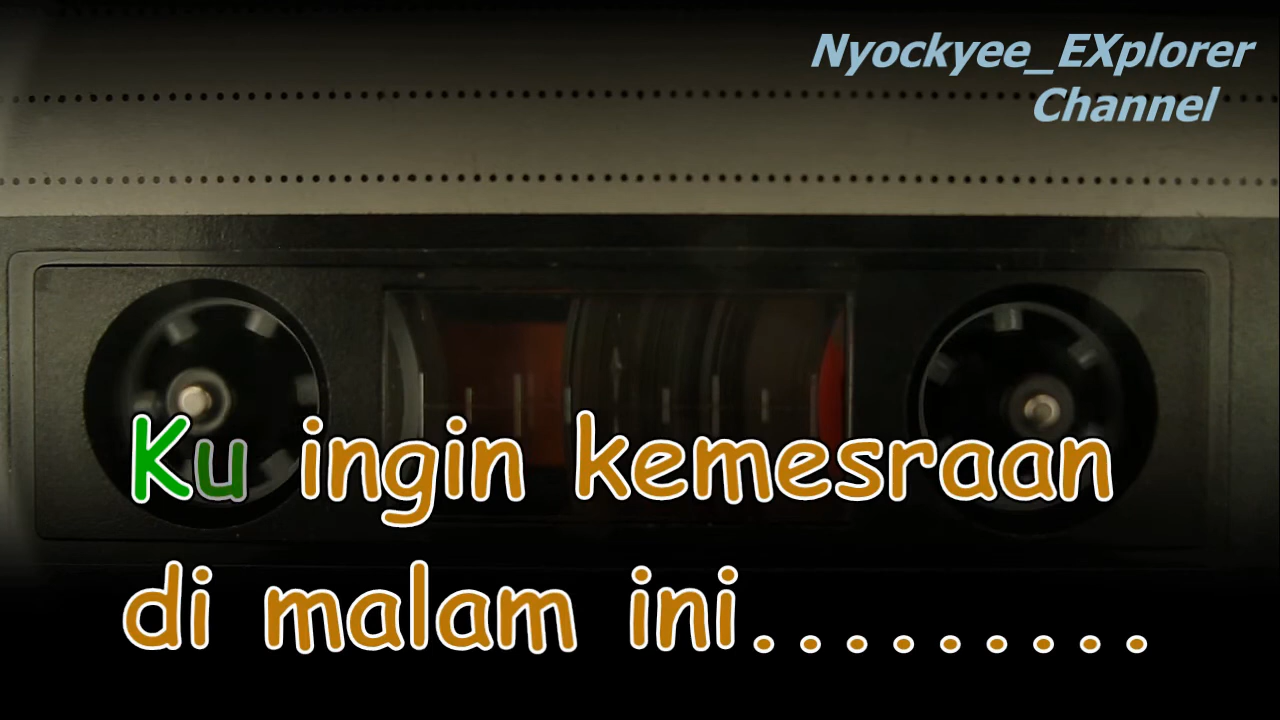 Nyockyee_EXplorer
Channel
Ku ingin kemesraan
di malam ini.........